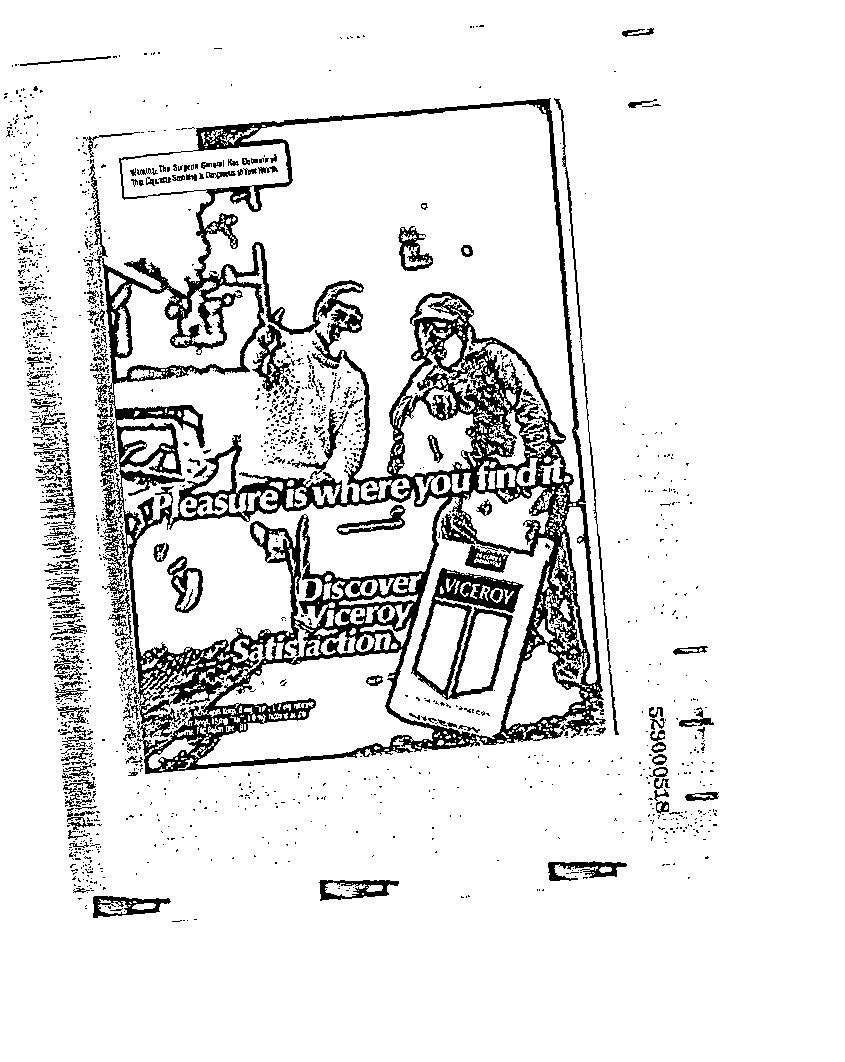 Warning: The Surgeon General Has Determined
That Cigarette Smoking Is Dangerous to Your Health.
Pleasure is where you find it.
Discover
Viceroy
Satisfaction.
VICEROY
VICEROY
529000518